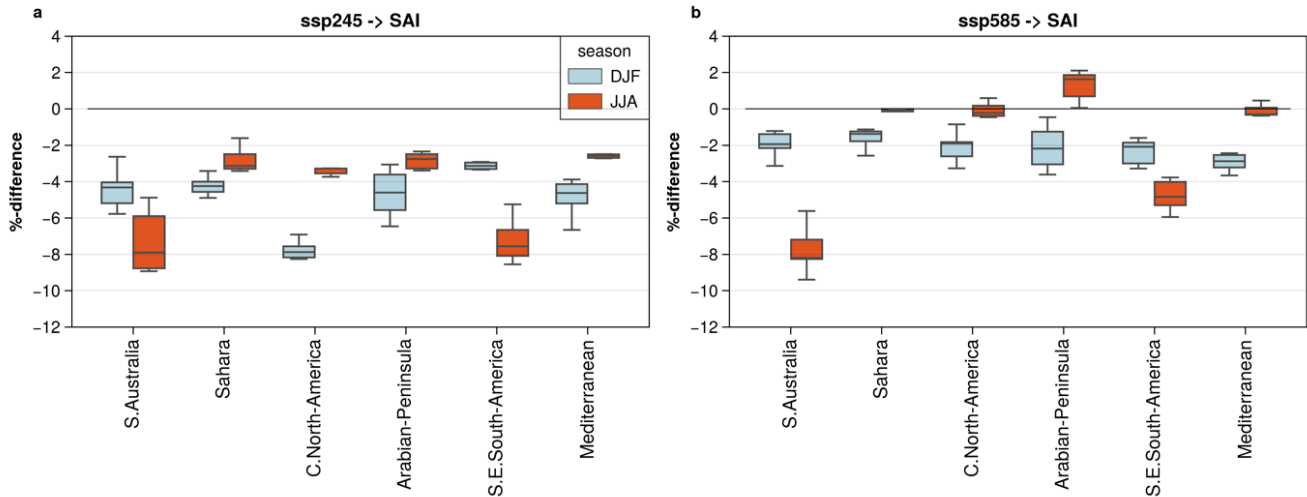 a
ssp245 -> SAI
4
2
0
−2
−4
−6
−8
−10
−12
%-difference
season
DJF
JJA
S.Australia
Sahara
C.North-America
Arabian-Peninsula
S.E.South-America
Mediterranean
b
ssp585 -> SAI
4
2
0
−2
−4
−6
−8
−10
−12
%-difference
S.Australia
Sahara
C.North-America
Arabian-Peninsula
S.E.South-America
Mediterranean